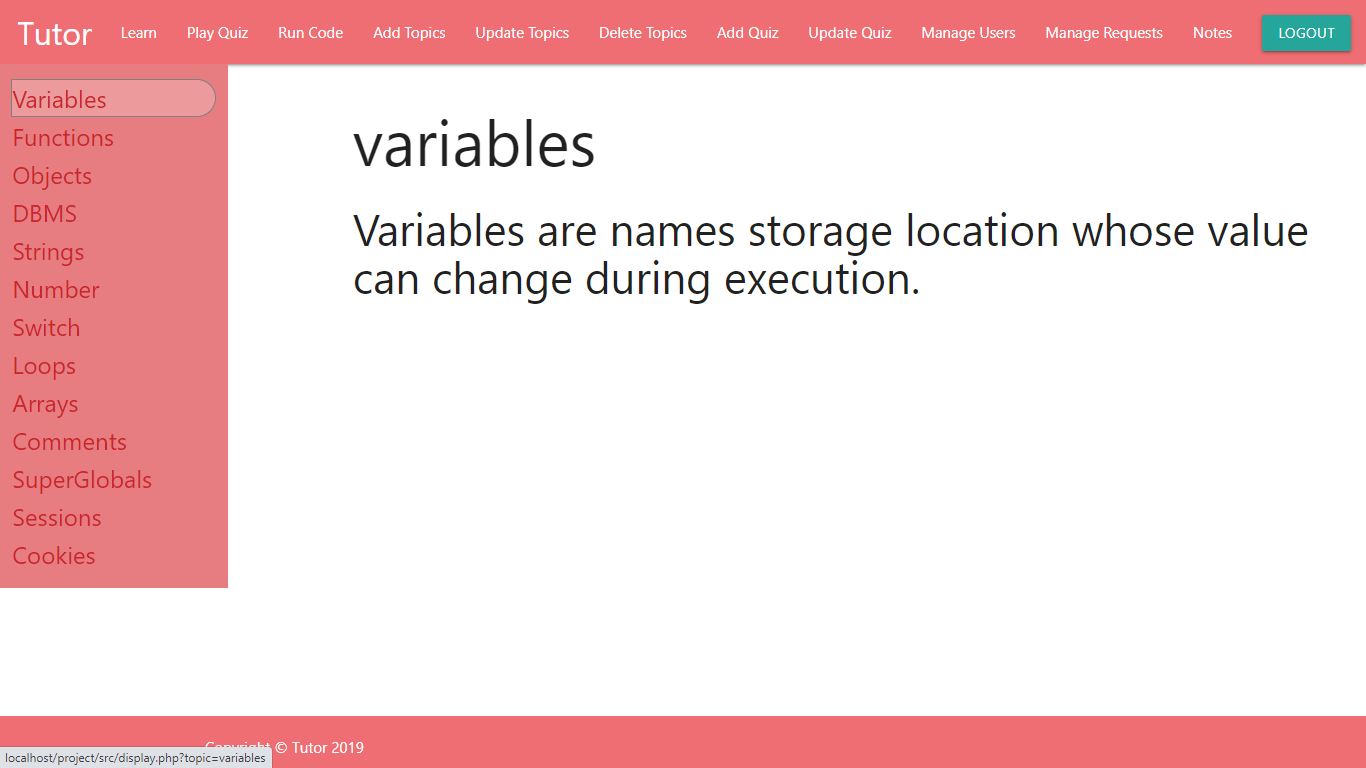 Tutor Learn Play Quiz Run Code Add Topics Update Topics Delete Topics Add Quiz Update Quiz Manage Users Manage Requests Notes LOGOUT
Variables
Functions
Objects
DBMS
Strings
Number
Switch
Loops
Arrays
Comments
SuperGlobals
Sessions
Cookies
variables
Variables are names storage location whose value
can change during execution.
Copyright © Tutor 2019
localhost/project/src/display.php?topic=variables